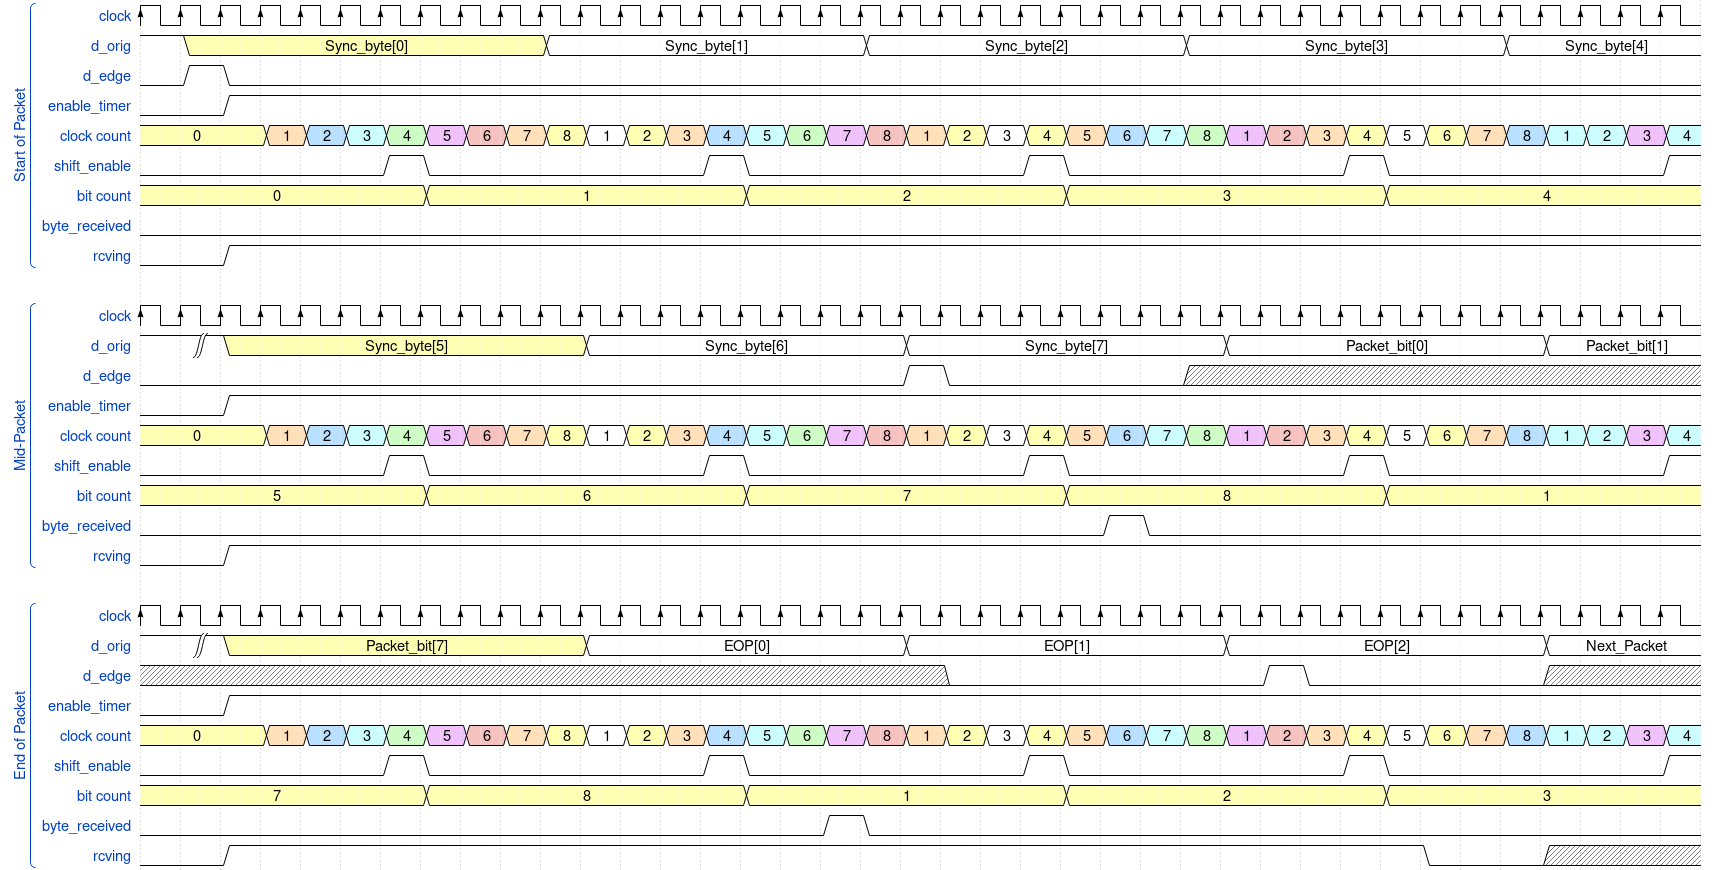 Start of Packet
clock
d_orig Sync_byte[0] Sync_byte[1] Sync_byte[2] Sync_byte[3] Sync_byte[4]
d_edge
enable_timer
clock count 0 1 2 3 4 5 6 7 8 1 2 3 4 5 6 7 8 1 2 3 4 5 6 7 8 1 2 3 4 5 6 7 8 1 2 3 4
shift_enable
bit count 0 1 2 3 4
byte_received
rcving
Mid-Packet
clock
d_orig Sync_byte[5] Sync_byte[6] Sync_byte[7] Packet_bit[0] Packet_bit[1]
d_edge
enable_timer
clock count 0 1 2 3 4 5 6 7 8 1 2 3 4 5 6 7 8 1 2 3 4 5 6 7 8 1 2 3 4 5 6 7 8 1 2 3 4
shift_enable
bit count 5 6 7 8 1
byte_received
rcving
End of Packet
clock
d_orig Packet_bit[7] EOP[0] EOP[1] EOP[2] Next_Packet
d_edge
enable_timer
clock count 0 1 2 3 4 5 6 7 8 1 2 3 4 5 6 7 8 1 2 3 4 5 6 7 8 1 2 3 4 5 6 7 8 1 2 3 4
shift_enable
bit count 7 8 1 2 3
byte_received
rcving